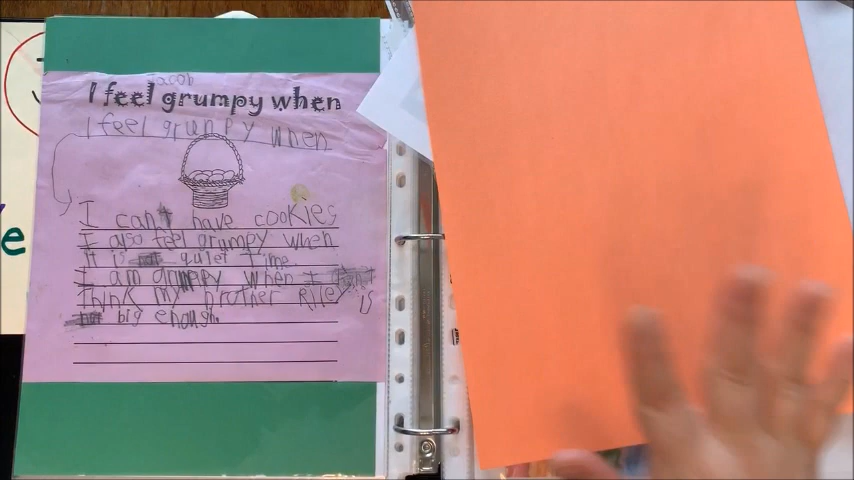 Jacob
I feel grumpy when
I feel grunpy when
I can't have cookies
I also feel grumpy when
it is quiet time.
I am grumpy when I
think my brother Riley is
big enough.
e